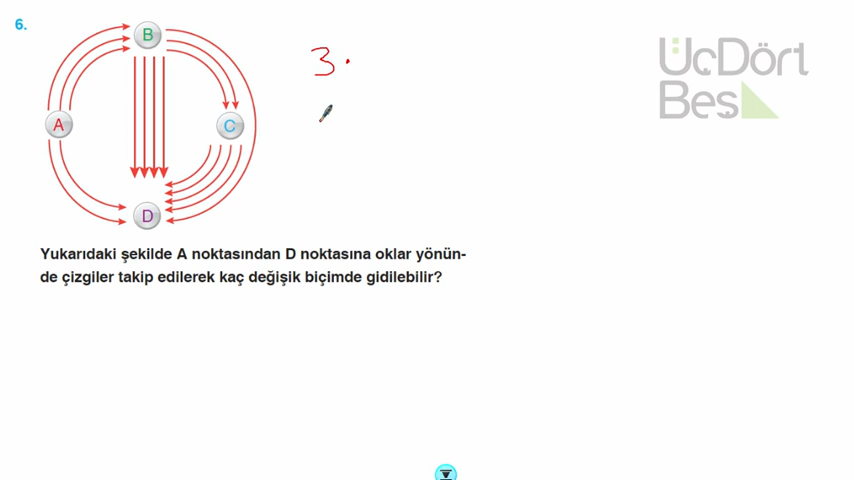 6.
B
3.
ÜçDört
Beş
A
C
D
Yukarıdaki şekilde A noktasından D noktasına oklar yönün-
de çizgiler takip edilerek kaç değişik biçimde gidilebilir?